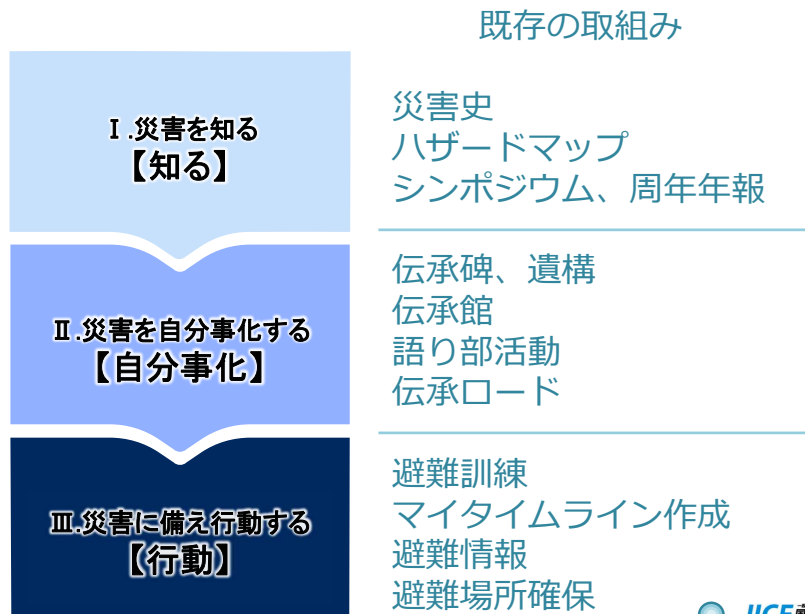 既存の取組み
Ⅰ.災害を知る
【知る】
災害史
ハザードマップ
シンポジウム、周年年報
Ⅱ.災害を自分事化する
【自分事化】
伝承碑、遺構
伝承館
語り部活動
伝承ロード
Ⅲ.災害に備え行動する
【行動】
避難訓練
マイタイムライン作成
避難情報
避難場所確保
JICE